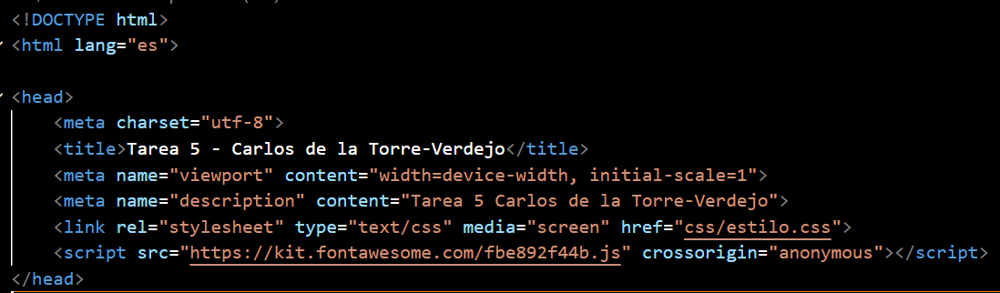 <!DOCTYPE html>
<html lang="es">
<head>
<meta charset="utf-8">
<title>Tarea 5 - Carlos de la Torre-Verdejo</title>
<meta name="viewport" content="width=device-width, initial-scale=1">
<meta name="description" content="Tarea 5 Carlos de la Torre-Verdejo">
<link rel="stylesheet" type="text/css" media="screen" href="css/estilo.css">
<script src="https://kit.fontawesome.com/fbe892f44b.js" crossorigin="anonymous"></script>
</head>